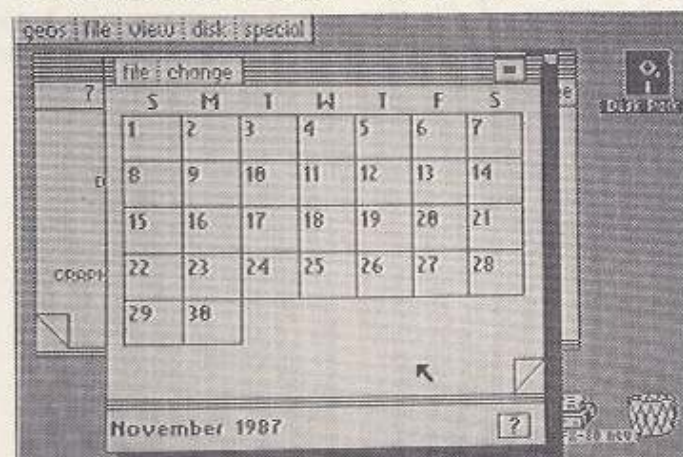 geos file view disk special
file change
7
S M T W T F S
1 2 3 4 5 6 7
8 9 10 11 12 13 14
15 16 17 18 19 20 21
22 23 24 25 26 27 28
29 30
November 1987 ?